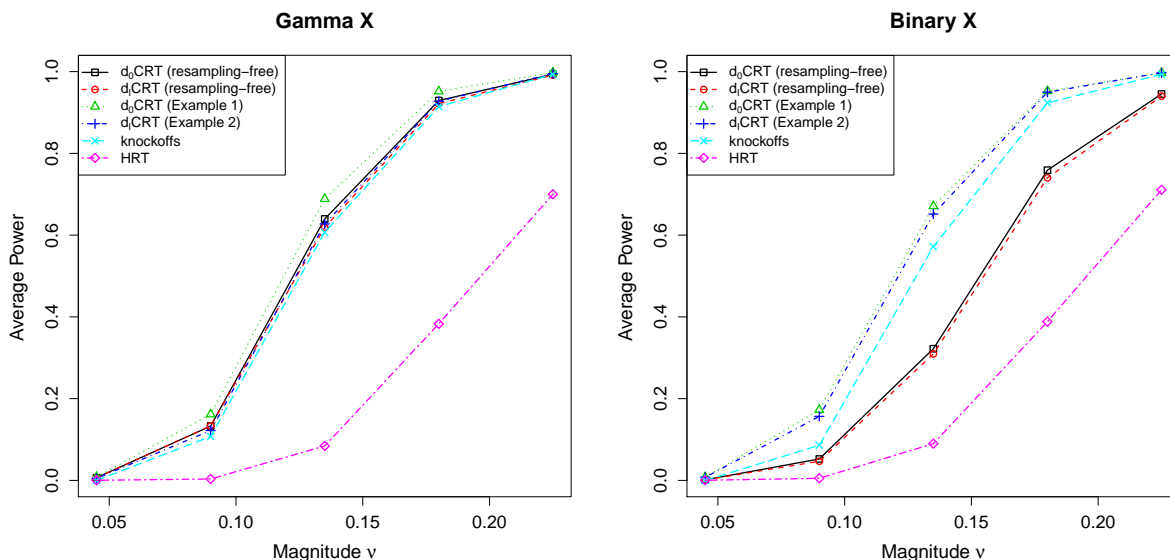 Gamma X
d₀CRT (resampling−free)
dᵢCRT (resampling−free)
d₀CRT (Example 1)
dᵢCRT (Example 2)
knockoffs
HRT
Average Power
1.0
0.8
0.6
0.4
0.2
0.0
0.05
0.10
0.15
0.20
Magnitude ν
Binary X
d₀CRT (resampling−free)
dᵢCRT (resampling−free)
d₀CRT (Example 1)
dᵢCRT (Example 2)
knockoffs
HRT
Average Power
1.0
0.8
0.6
0.4
0.2
0.0
0.05
0.10
0.15
0.20
Magnitude ν